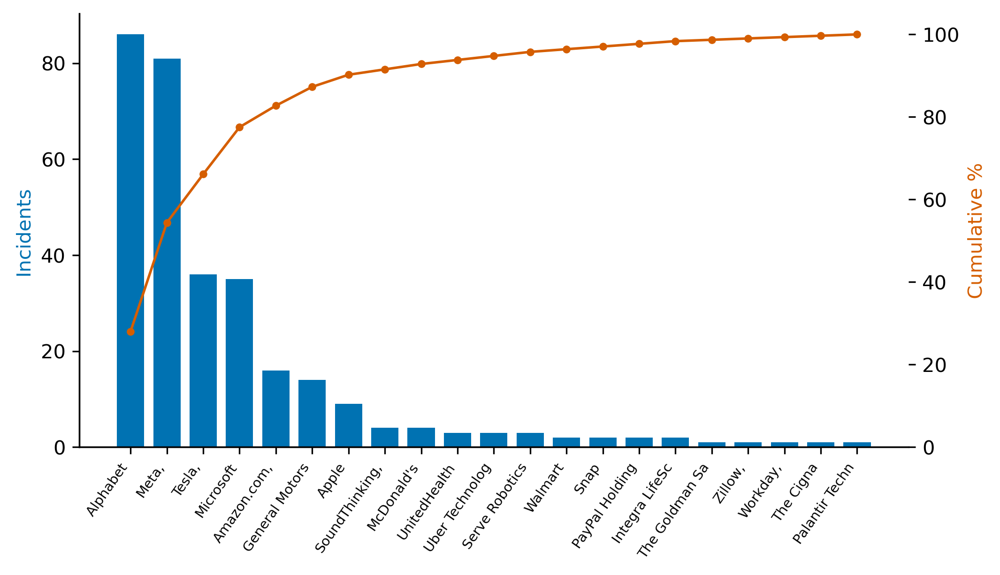 Incidents
80
60
40
20
0
100
80
60
40
20
0
Cumulative %
Alphabet
Meta,
Tesla,
Microsoft
Amazon.com,
General Motors
Apple
SoundThinking,
McDonald's
UnitedHealth
Uber Technolog
Serve Robotics
Walmart
Snap
PayPal Holding
Integra LifeSc
The Goldman Sa
Zillow,
Workday,
The Cigna
Palantir Techn